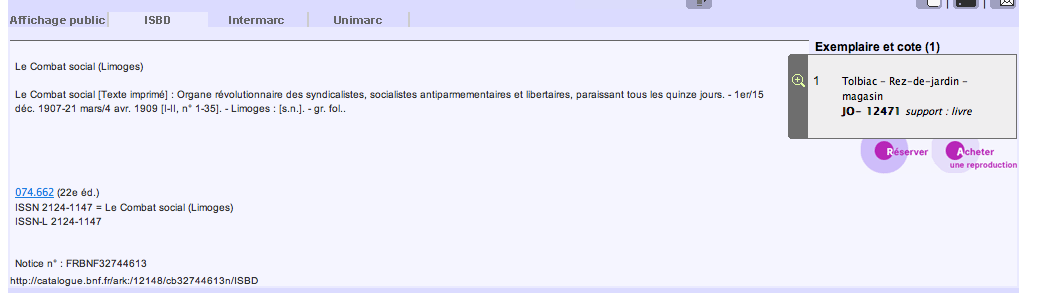 Affichage public
ISBD
Intermarc
Unimarc
Exemplaire et cote (1)
Le Combat social (Limoges)
Le Combat social [Texte imprimé] : Organe révolutionnaire des syndicalistes, socialistes antiparmementaires et libertaires, paraissant tous les quinze jours. - 1er/15
déc. 1907-21 mars/4 avr. 1909 [I-II, n° 1-35]. - Limoges : [s.n.]. - gr. fol..
1
Tolbiac - Rez-de-jardin -
magasin
JO- 12471 support : livre
Réserver
Acheter
une reproduction
074.662 (22e éd.)
ISSN 2124-1147 = Le Combat social (Limoges)
ISSN-L 2124-1147
Notice n° : FRBNF32744613
http://catalogue.bnf.fr/ark:/12148/cb32744613n/ISBD